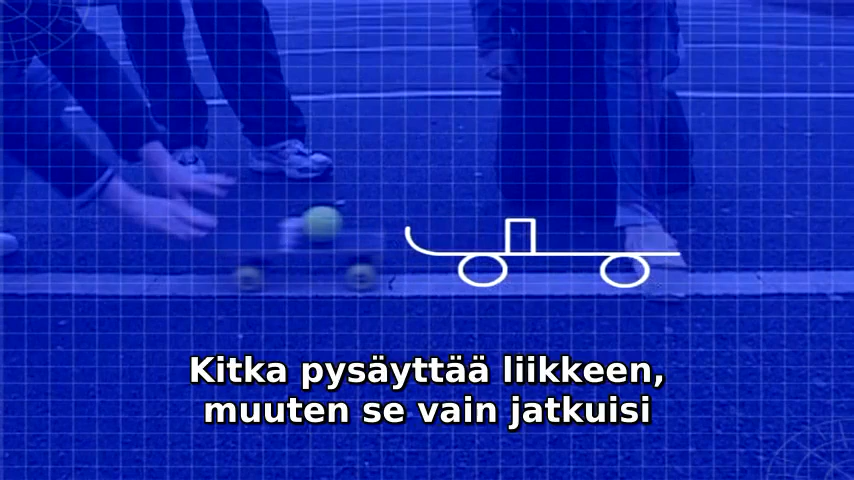 Kitka pysäyttää liikkeen,
muuten se vain jatkuisi